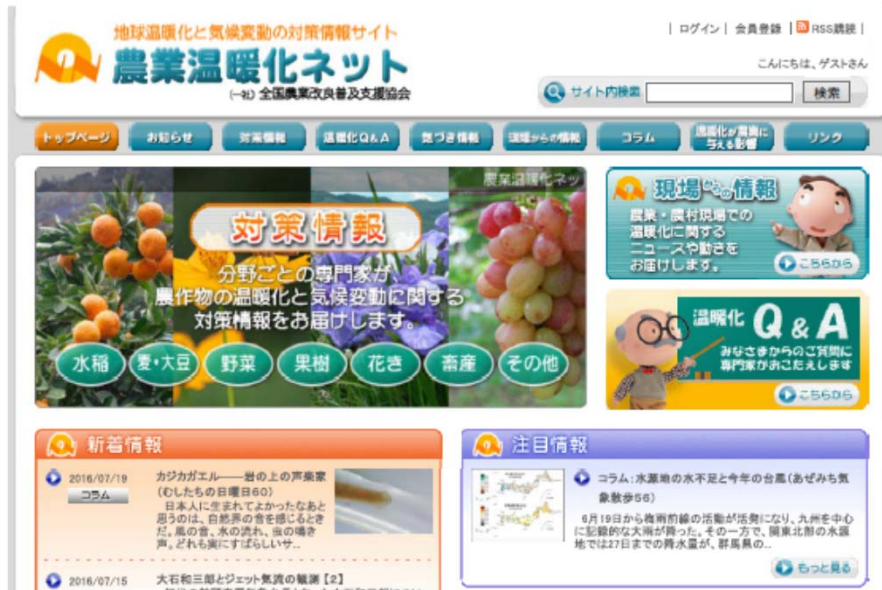 地球温暖化と気候変動の対策情報サイト
農業温暖化ネット
(一社) 全国農業改良普及支援協会
| ログイン | 会員登録 | RSS購読 |
こんにちは、ゲストさん
サイト内検索 検索
トップページ お知らせ 対策情報 温暖化Q&A 気づき情報 現場からの情報 コラム 温暖化が農業に与える影響 リンク
農業温暖化ネッ
対策情報
分野ごとの専門家が
農作物の温暖化と気候変動に関する
対策情報をお届けします。
水稲 麦・大豆 野菜 果樹 花き 畜産 その他
現場からの情報
農業・農村現場での
温暖化に関する
ニュースや動きを
お届けします。
こちらから
温暖化 Q & A
みなさまからのご質問に
専門家がおこたえします
こちらから
新着情報
2016/07/19 カジカガエル――岩の上の声楽家
コラム (むしたちの日曜日60)
日本人に生まれてよかったなあと
思うのは、自然界の音を感じるとき
だ。風の音、水の流れ、虫の鳴き
声。どれも実にすばらしいサ...
2016/07/15 大石和三郎とジェット気流の観測【2】
注目情報
コラム：水源地の水不足と今年の台風(あぜみち気
象散歩56)
6月19日から梅雨前線の活動が活発になり、九州を中心
に記録的な大雨が降った。その一方で、関東北部の水源
地では27日までの降水量が、群馬県の...
もっと見る